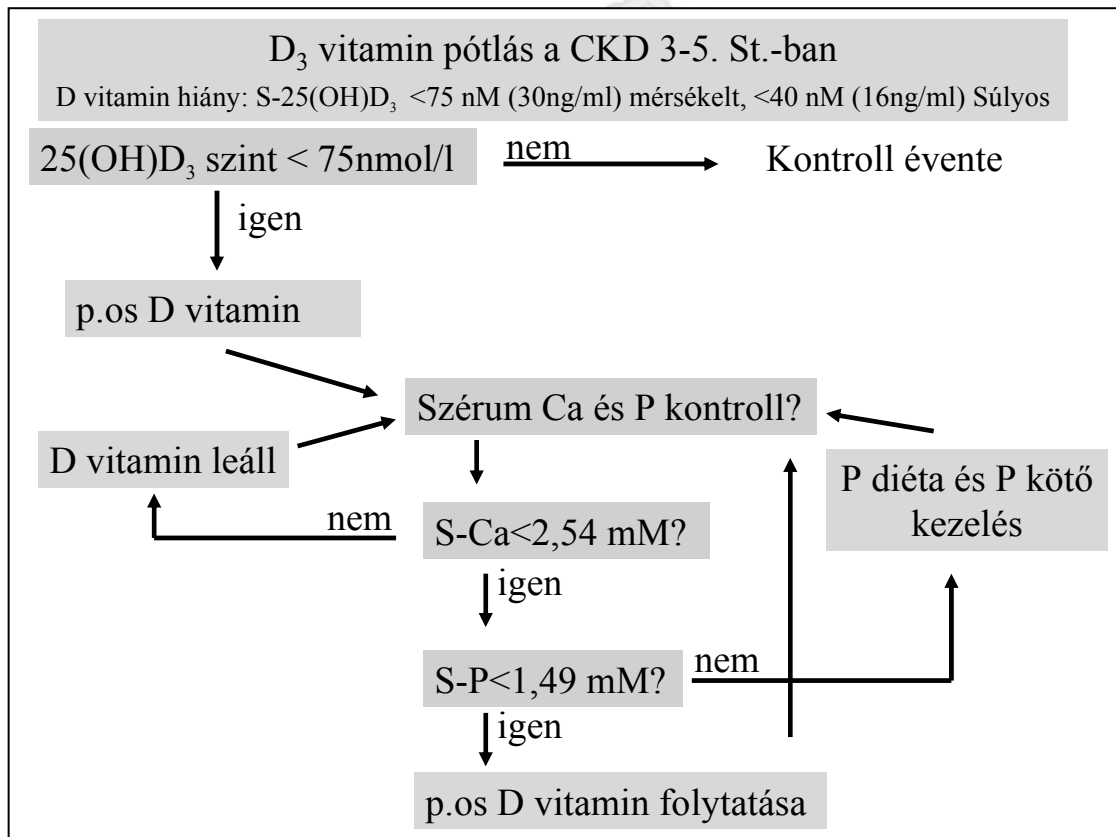 D₃ vitamin pótlás a CKD 3-5. St.-ban
D vitamin hiány: S-25(OH)D₃ <75 nM (30ng/ml) mérsékelt, <40 nM (16ng/ml) Súlyos
25(OH)D₃ szint < 75nmol/l
nem
Kontroll évente
igen
p.os D vitamin
Szérum Ca és P kontroll?
D vitamin leáll
P diéta és P kötő
kezelés
nem
S-Ca<2,54 mM?
igen
S-P<1,49 mM?
nem
igen
p.os D vitamin folytatása